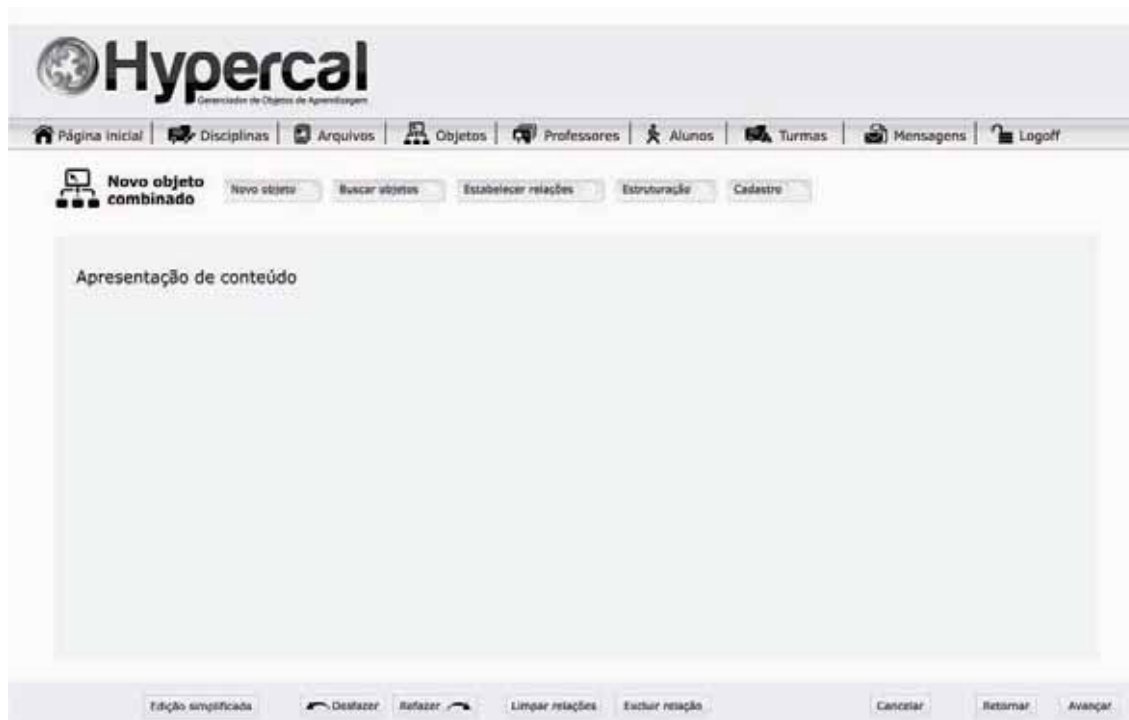 Hypercal
Gerenciador de Objetos de Aprendizagem
Página inicial Disciplinas Arquivos Objetos Professores Alunos Turmas Mensagens Logoff
Novo objeto
combinado
Novo objeto Buscar objetos Estabelecer relações Estruturação Cadastro
Apresentação de conteúdo
Edição simplificada Desfazer Refazer Limpar relações Excluir relação Cancelar Retornar Avançar